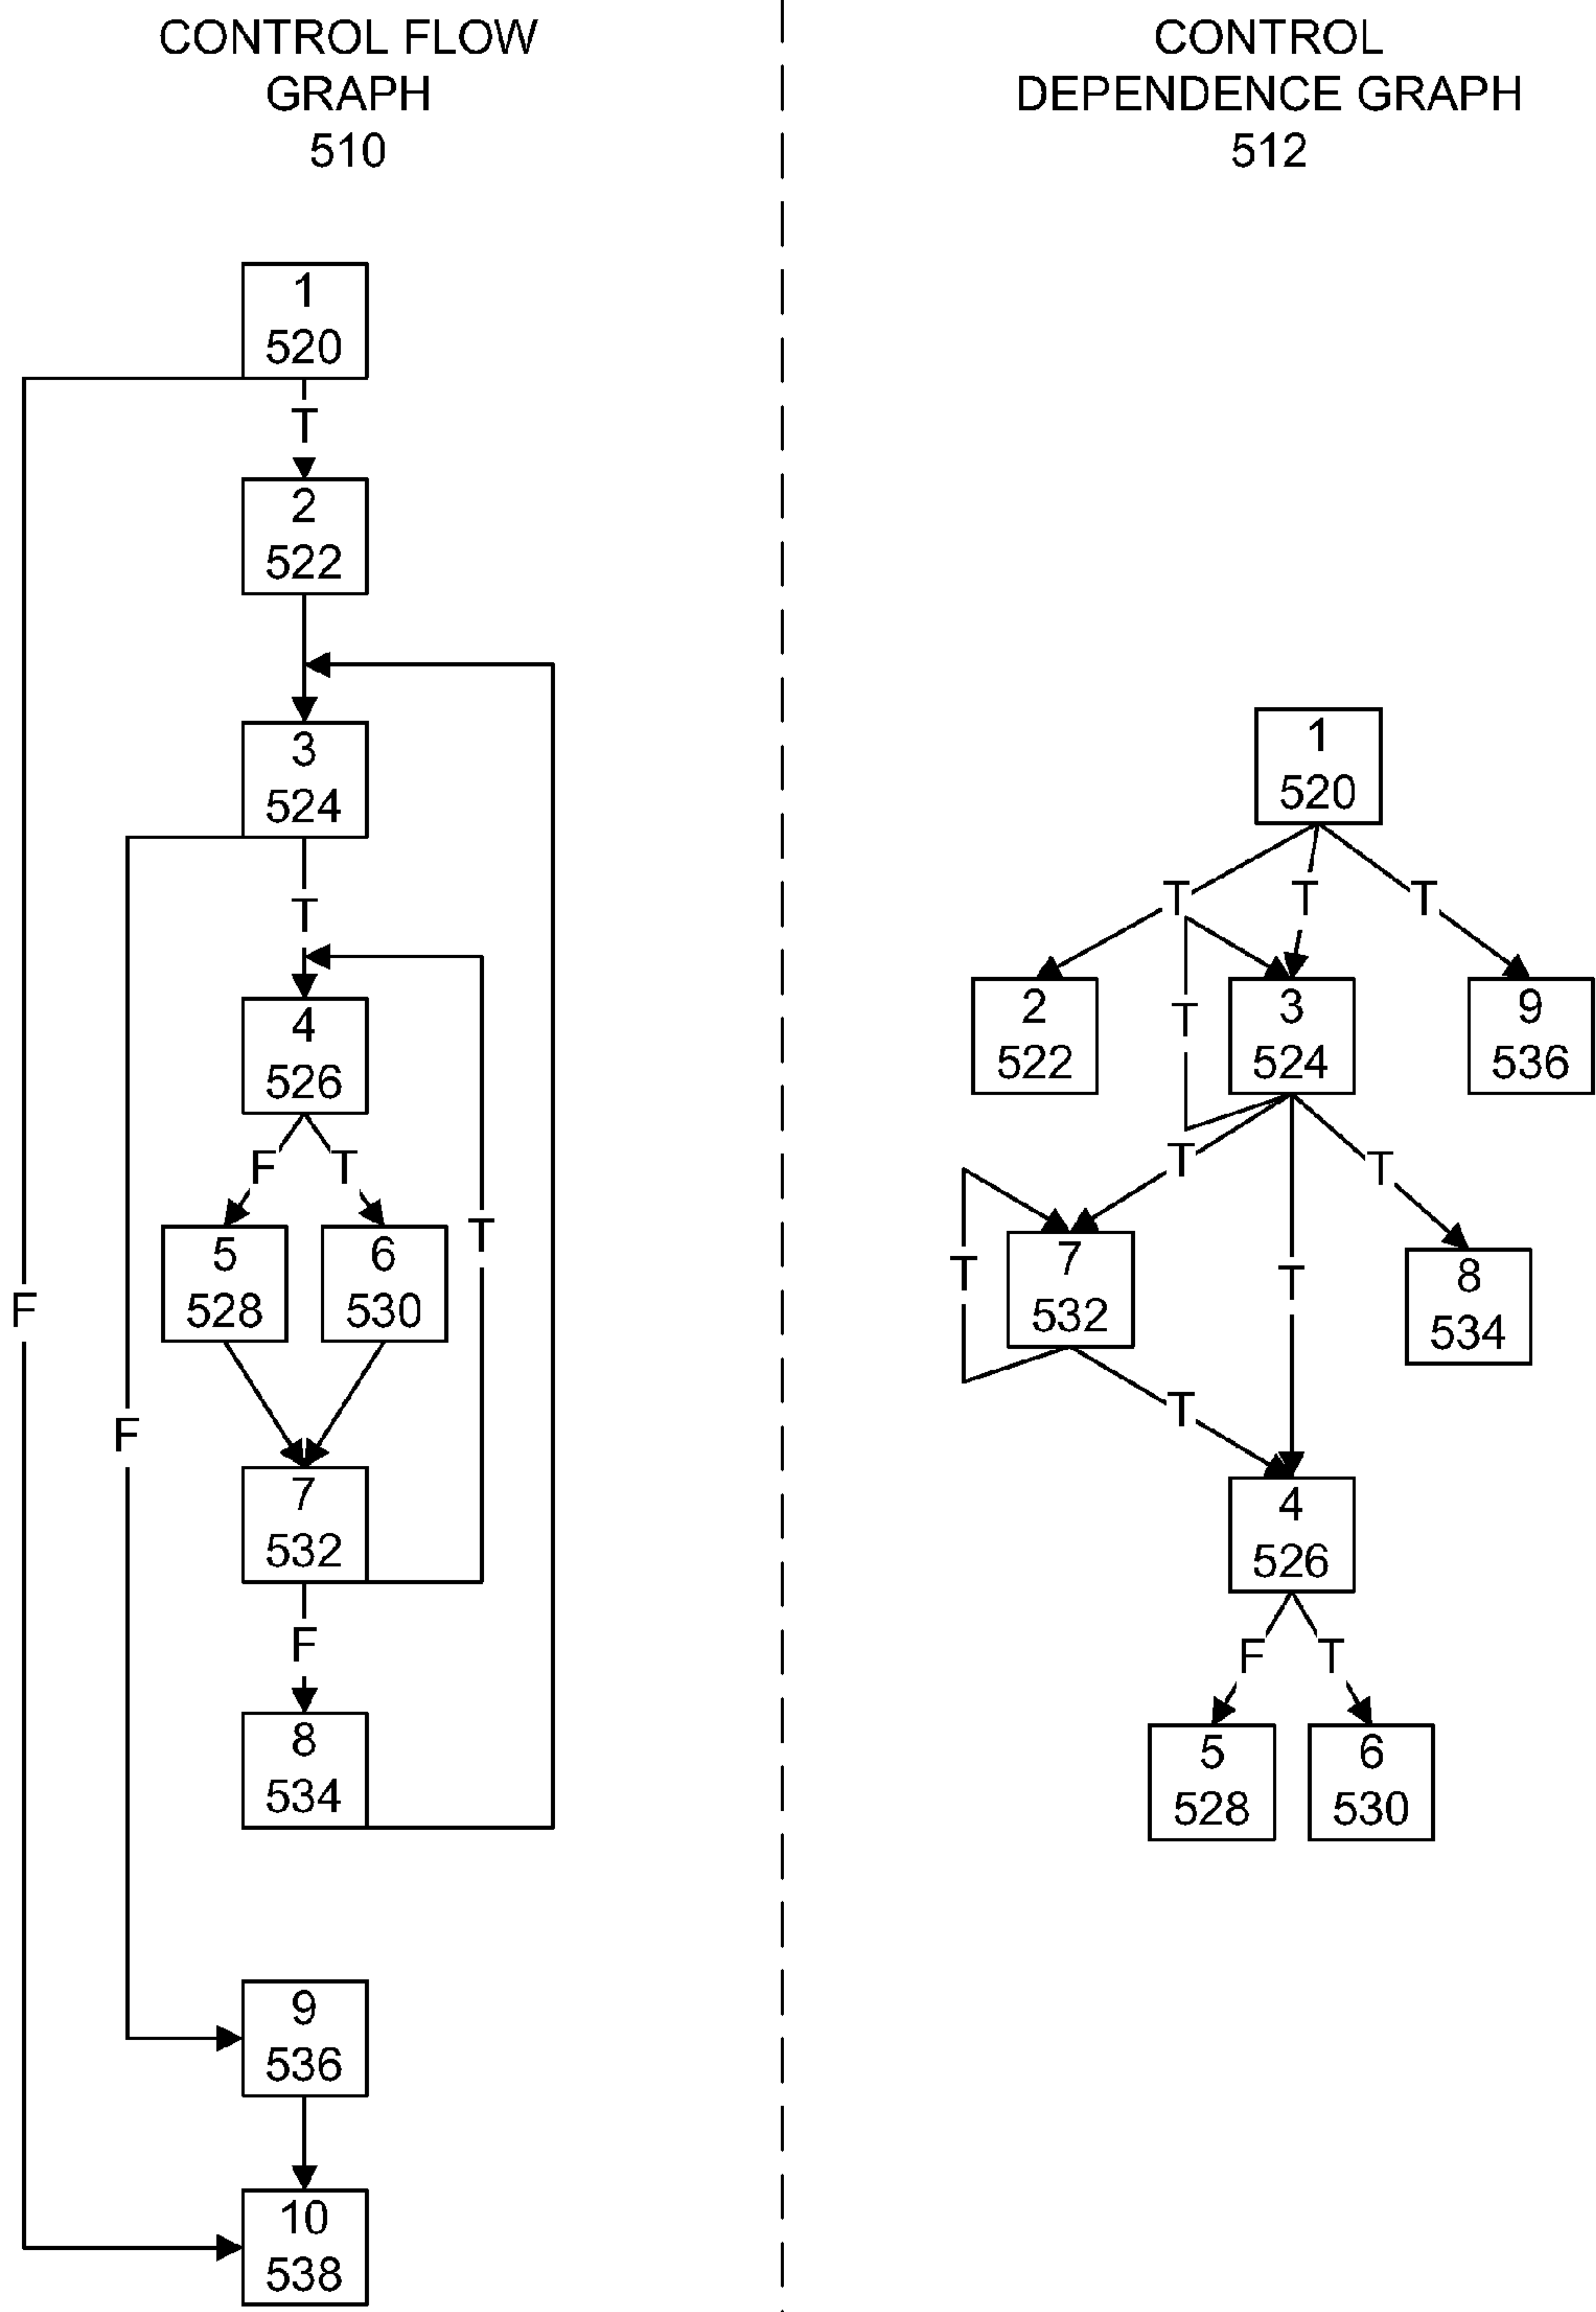 CONTROL FLOW
GRAPH
510
1
520
T
2
522
3
524
T
4
526
F
T
5
528
6
530
T
F
F
7
532
F
8
534
9
536
10
538
CONTROL
DEPENDENCE GRAPH
512
1
520
T
T
T
2
522
T
3
524
9
536
T
T
T
7
532
T
T
8
534
T
4
526
F
T
5
528
6
530